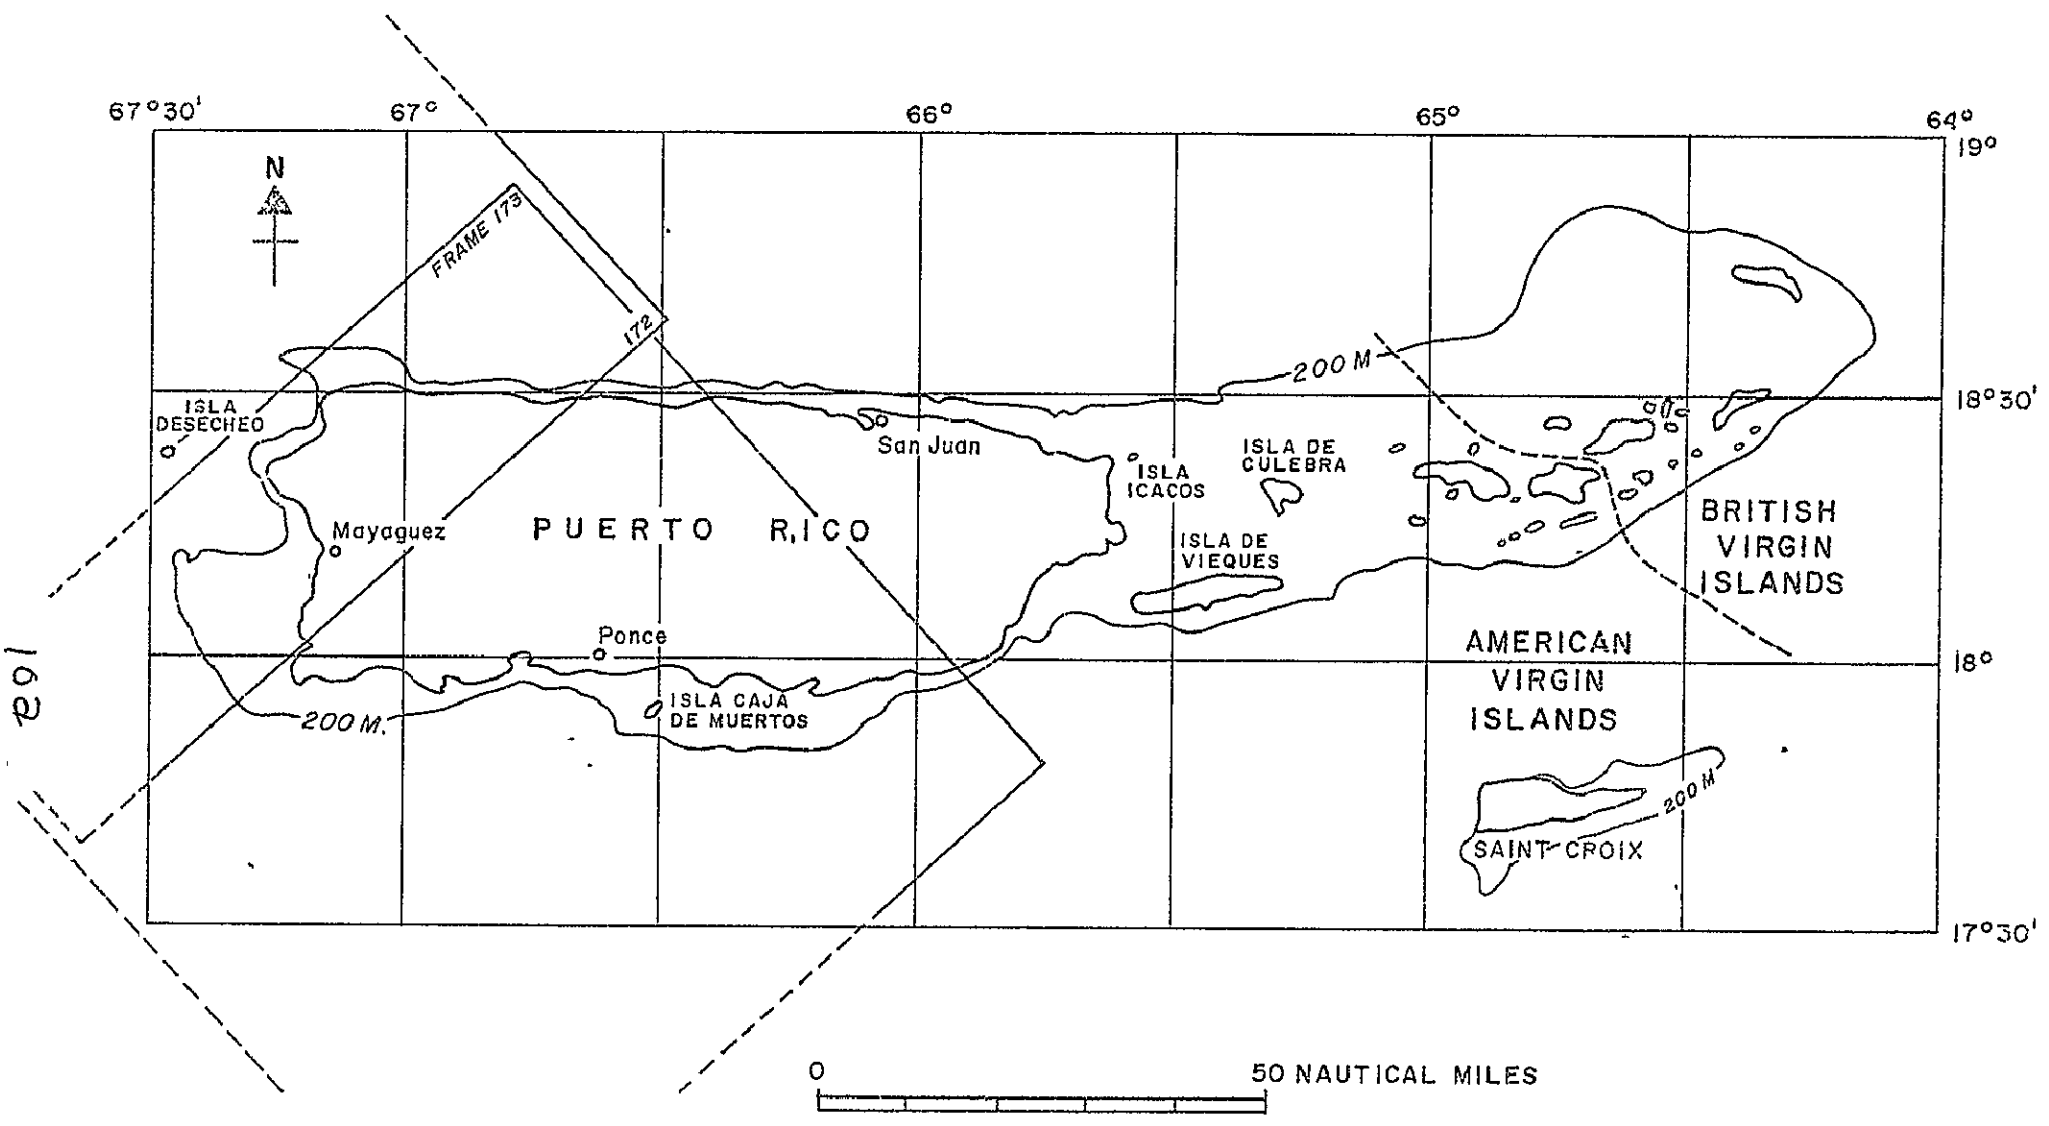 67°30'
67°
66°
65°
64°
19°
N
FRAME 173
172
200 M
ISLA
DESECHEO
18°30'
San Juan
ISLA
ICACOS
ISLA DE
CULEBRA
Mayaguez
PUERTO RICO
ISLA DE
VIEQUES
BRITISH
VIRGIN
ISLANDS
Ponce
AMERICAN
VIRGIN
ISLANDS
18°
162
ISLA CAJA
DE MUERTOS
200 M.
200 M
SAINT CROIX
17°30'
0
50 NAUTICAL MILES